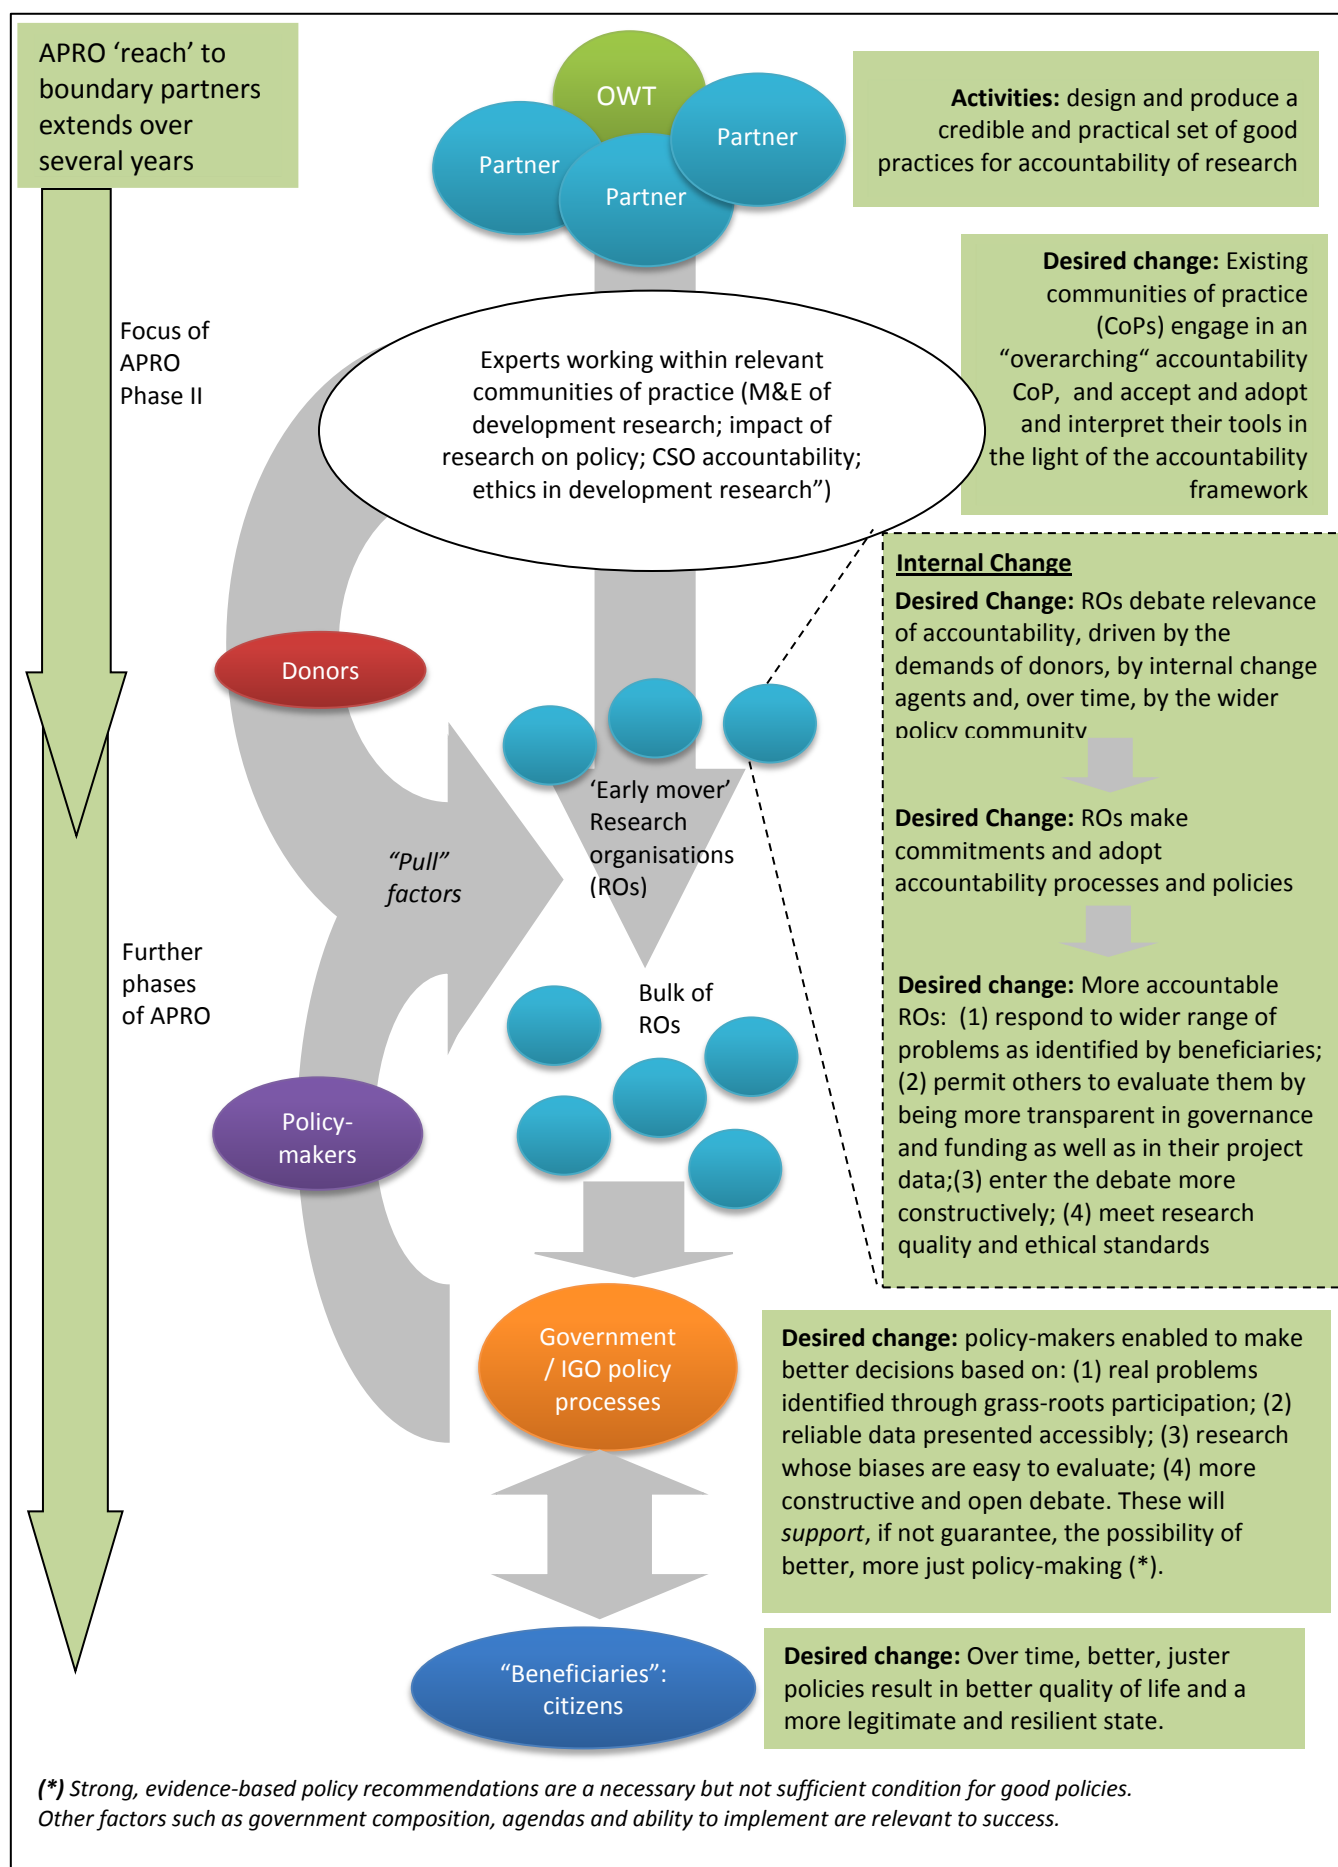 APRO ‘reach’ to
boundary partners
extends over
several years
OWT
Partner
Partner
Partner
Activities: design and produce a
credible and practical set of good
practices for accountability of research
Desired change: Existing
communities of practice
(CoPs) engage in an
“overarching“ accountability
CoP, and accept and adopt
and interpret their tools in
the light of the accountability
framework
Focus of
APRO
Phase II
Experts working within relevant
communities of practice (M&E of
development research; impact of
research on policy; CSO accountability;
ethics in development research”)
Internal Change
Desired Change: ROs debate relevance
of accountability, driven by the
demands of donors, by internal change
agents and, over time, by the wider
policy community
Donors
‘Early mover’
Research
organisations
(ROs)
“Pull”
factors
Desired Change: ROs make
commitments and adopt
accountability processes and policies
Further
phases
of APRO
Bulk of
ROs
Desired change: More accountable
ROs: (1) respond to wider range of
problems as identified by beneficiaries;
(2) permit others to evaluate them by
being more transparent in governance
and funding as well as in their project
data;(3) enter the debate more
constructively; (4) meet research
quality and ethical standards
Policy-
makers
Government
/ IGO policy
processes
Desired change: policy-makers enabled to make
better decisions based on: (1) real problems
identified through grass-roots participation; (2)
reliable data presented accessibly; (3) research
whose biases are easy to evaluate; (4) more
constructive and open debate. These will
support, if not guarantee, the possibility of
better, more just policy-making (*).
“Beneficiaries”:
citizens
Desired change: Over time, better, juster
policies result in better quality of life and a
more legitimate and resilient state.
(*) Strong, evidence-based policy recommendations are a necessary but not sufficient condition for good policies.
Other factors such as government composition, agendas and ability to implement are relevant to success.